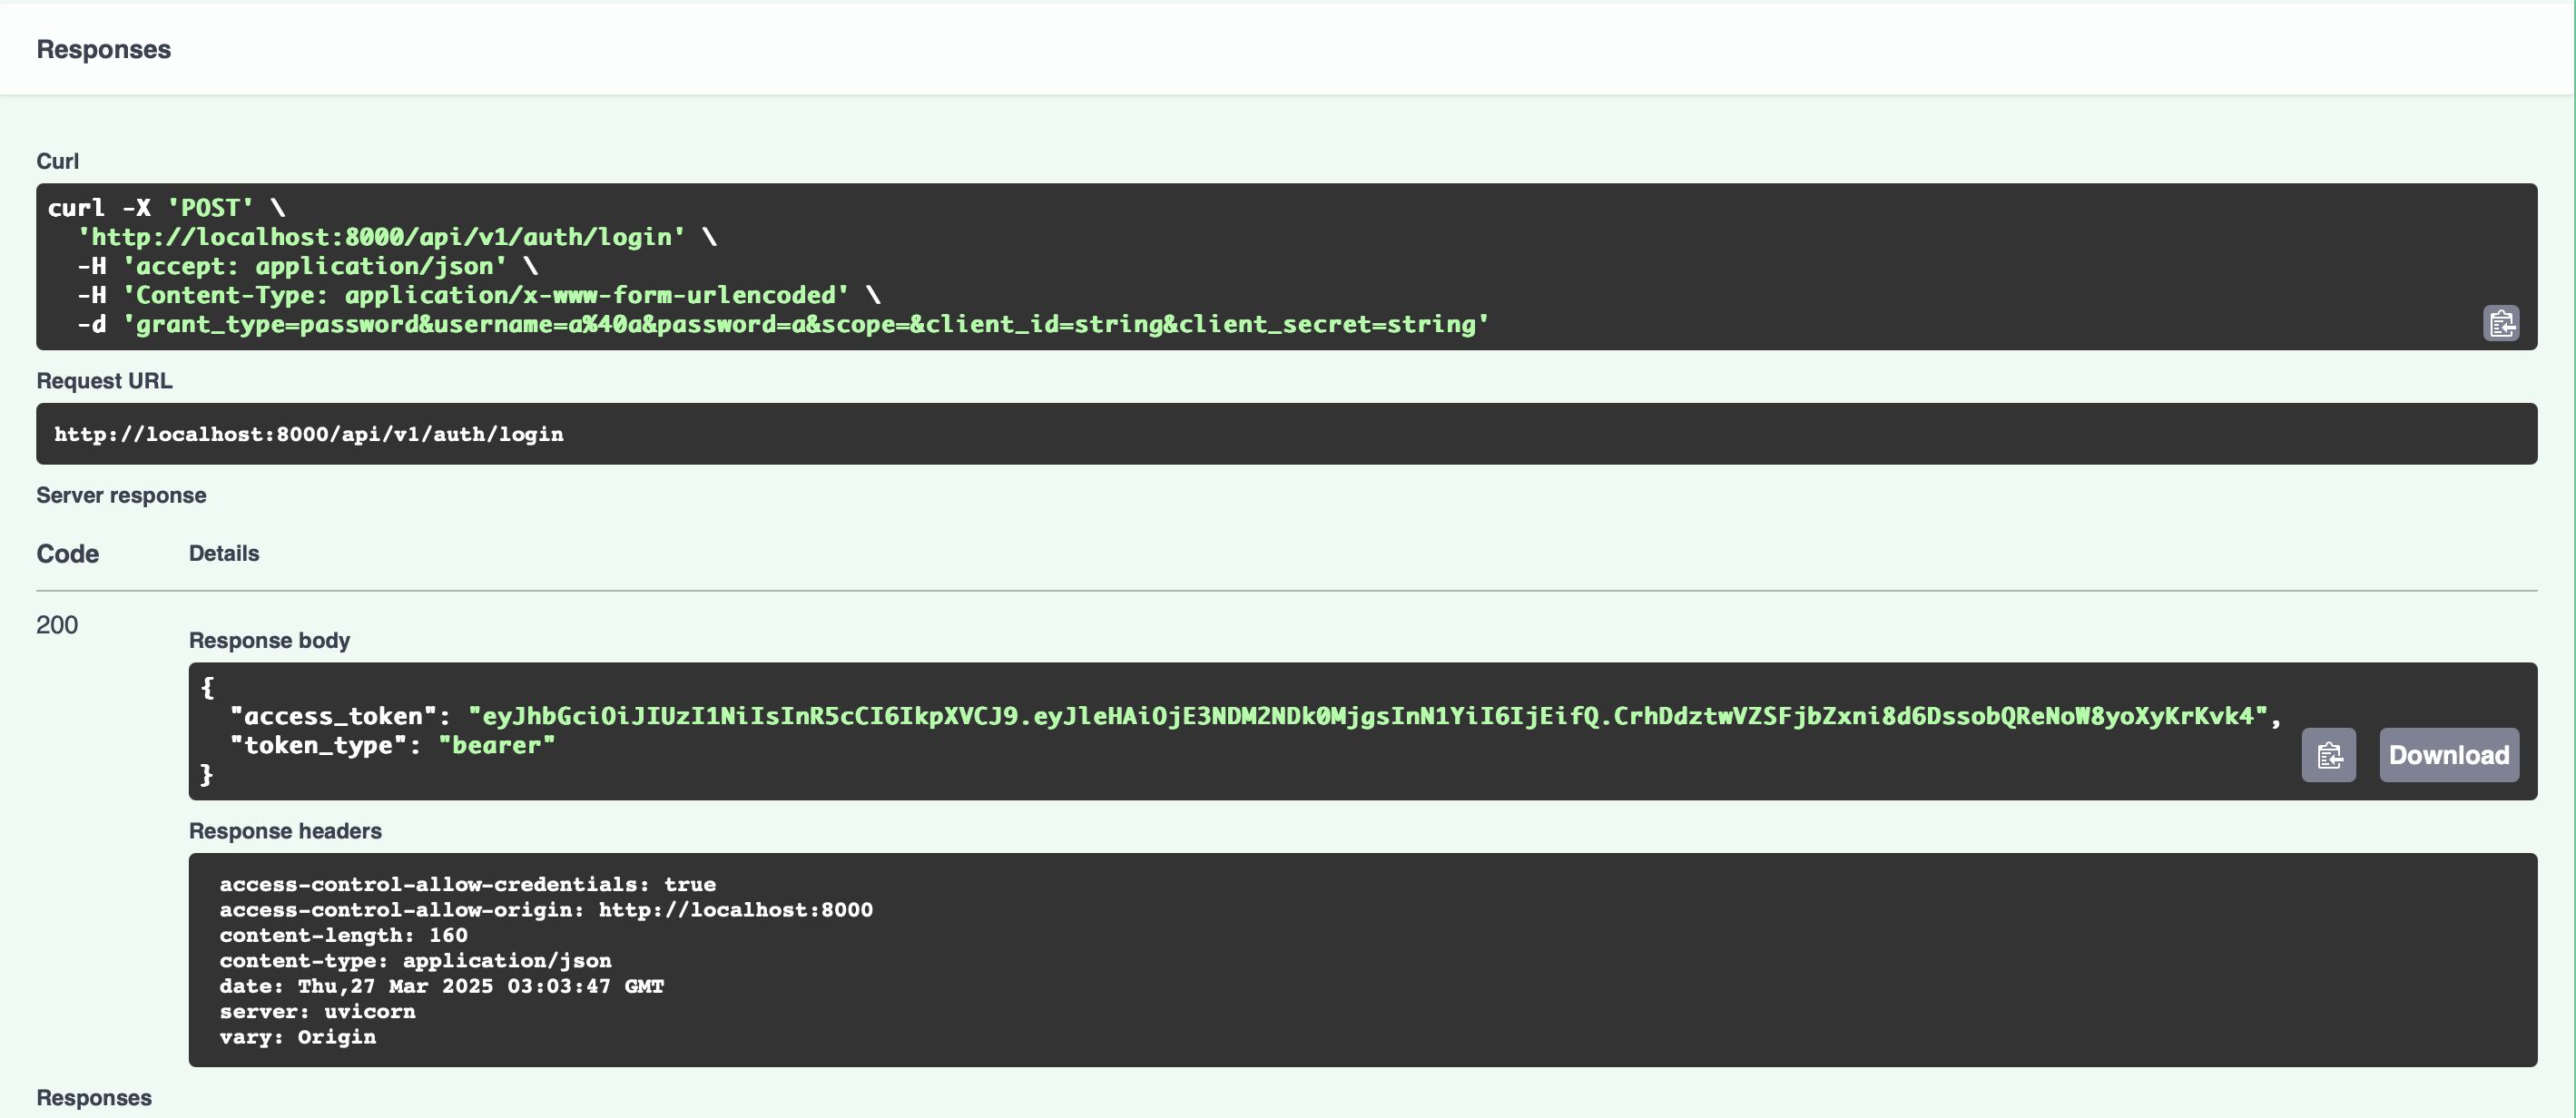 Responses
Curl
curl -X 'POST' \
  'http://localhost:8000/api/v1/auth/login' \
  -H 'accept: application/json' \
  -H 'Content-Type: application/x-www-form-urlencoded' \
  -d 'grant_type=password&username=a%40a&password=a&scope=&client_id=string&client_secret=string'
Request URL
http://localhost:8000/api/v1/auth/login
Server response
Code Details
200
Response body
{
  "access_token": "eyJhbGciOiJIUzI1NiIsInR5cCI6IkpXVCJ9.eyJleHAiOjE3NDM2NDk0MjgsInN1YiI6IjEifQ.CrhDdztwVZSFjbZxni8d6DssobQReNoW8yoXyKrKvk4",
  "token_type": "bearer"
}
Download
Response headers
access-control-allow-credentials: true
access-control-allow-origin: http://localhost:8000
content-length: 160
content-type: application/json
date: Thu,27 Mar 2025 03:03:47 GMT
server: uvicorn
vary: Origin
Responses